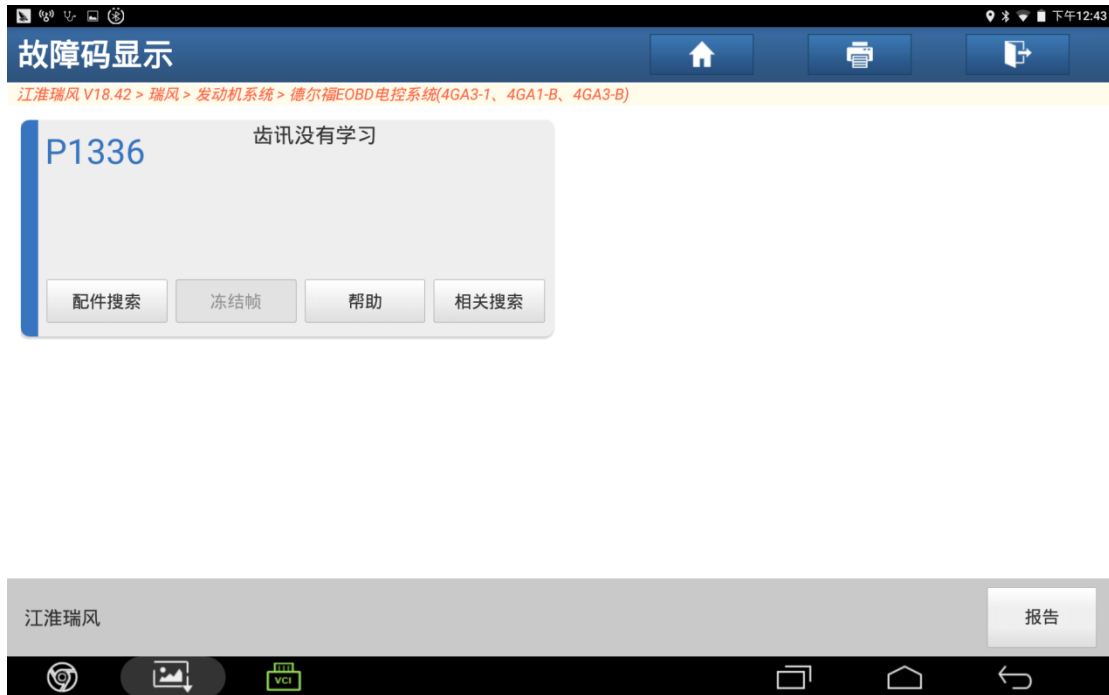 下午12:43
故障码显示
江淮瑞风 V18.42 > 瑞风 > 发动机系统 > 德尔福EOBD电控系统(4GA3-1、4GA1-B、4GA3-B)
P1336
齿讯没有学习
配件搜索
冻结帧
帮助
相关搜索
江淮瑞风
报告
VCI